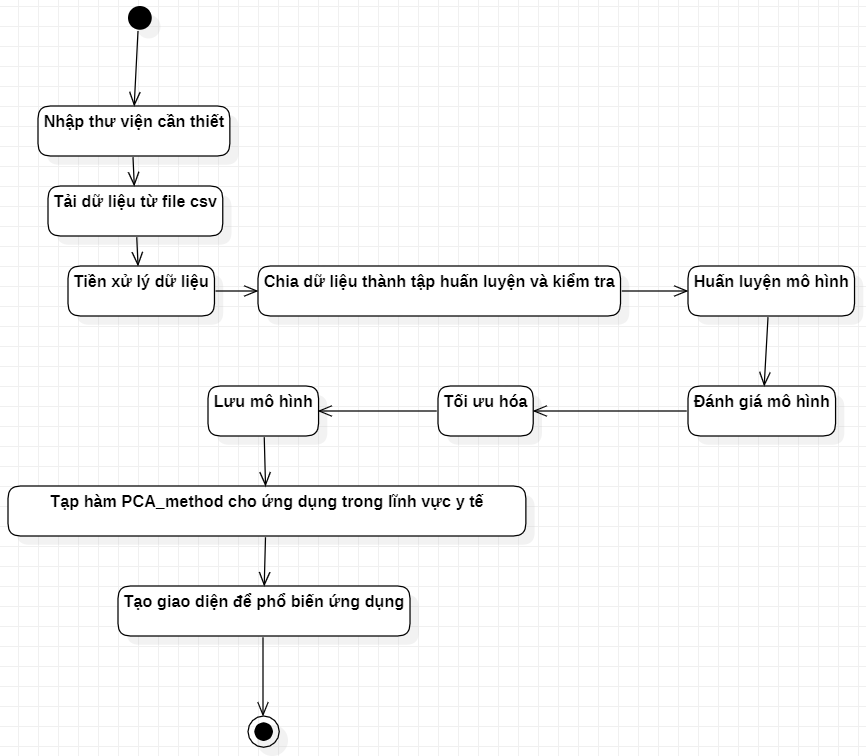 Nhập thư viện cần thiết
Tải dữ liệu từ file csv
Tiền xử lý dữ liệu
Chia dữ liệu thành tập huấn luyện và kiểm tra
Huấn luyện mô hình
Đánh giá mô hình
Tối ưu hóa
Lưu mô hình
Tạp hàm PCA_method cho ứng dụng trong lĩnh vực y tế
Tạo giao diện để phổ biến ứng dụng